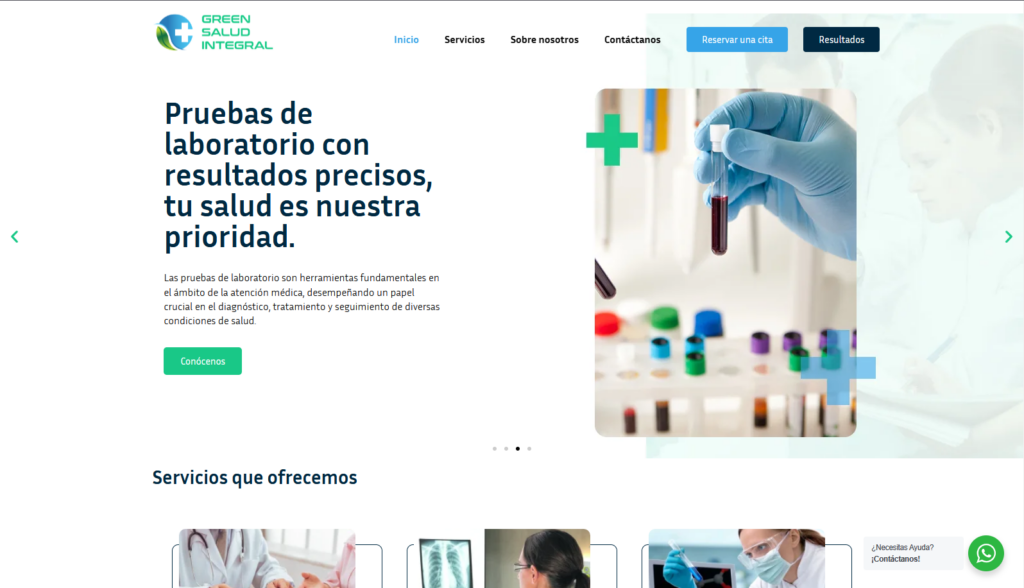 GREEN
SALUD
INTEGRAL
Inicio
Servicios
Sobre nosotros
Contáctanos
Reservar una cita
Resultados
Pruebas de
laboratorio con
resultados precisos,
tu salud es nuestra
prioridad.
Las pruebas de laboratorio son herramientas fundamentales en
el ámbito de la atención médica, desempeñando un papel
crucial en el diagnóstico, tratamiento y seguimiento de diversas
condiciones de salud.
Conócenos
Servicios que ofrecemos
¿Necesitas Ayuda?
¡Contáctanos!